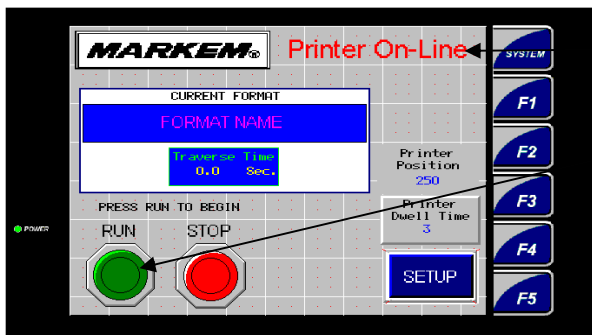 MARKEM®
Printer On-Line
SYSTEM
CURRENT FORMAT
FORMAT NAME
Traverse Time
0.0 Sec.
F1
F2
Printer
Position
250
PRESS RUN TO BEGIN
Printer
Dwell Time
3
F3
POWER
RUN STOP
F4
SETUP
F5